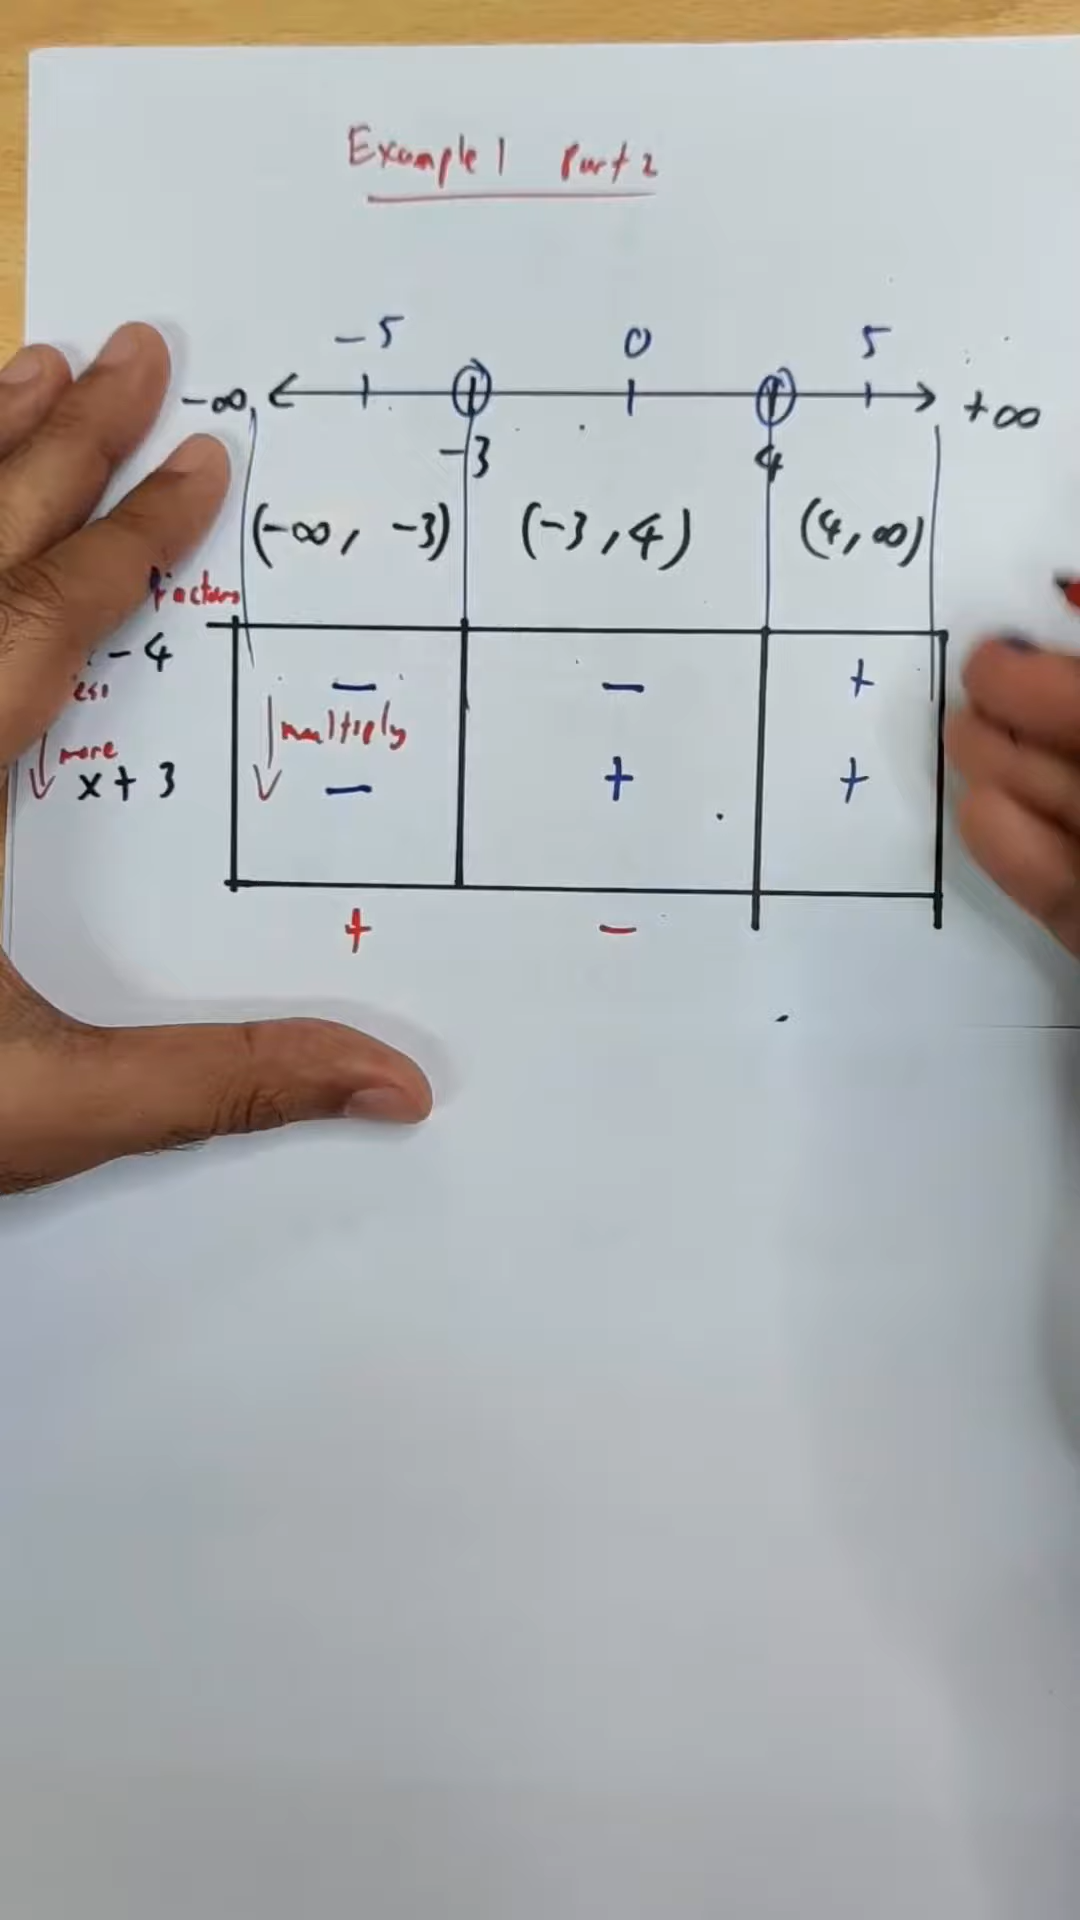 Example 1 Part 2
-5 0 5
-∞ +∞
-3 4
(-∞, -3) (-3, 4) (4, ∞)
factors
- 4 - - +
multiply
more
x + 3 - + +
+ -